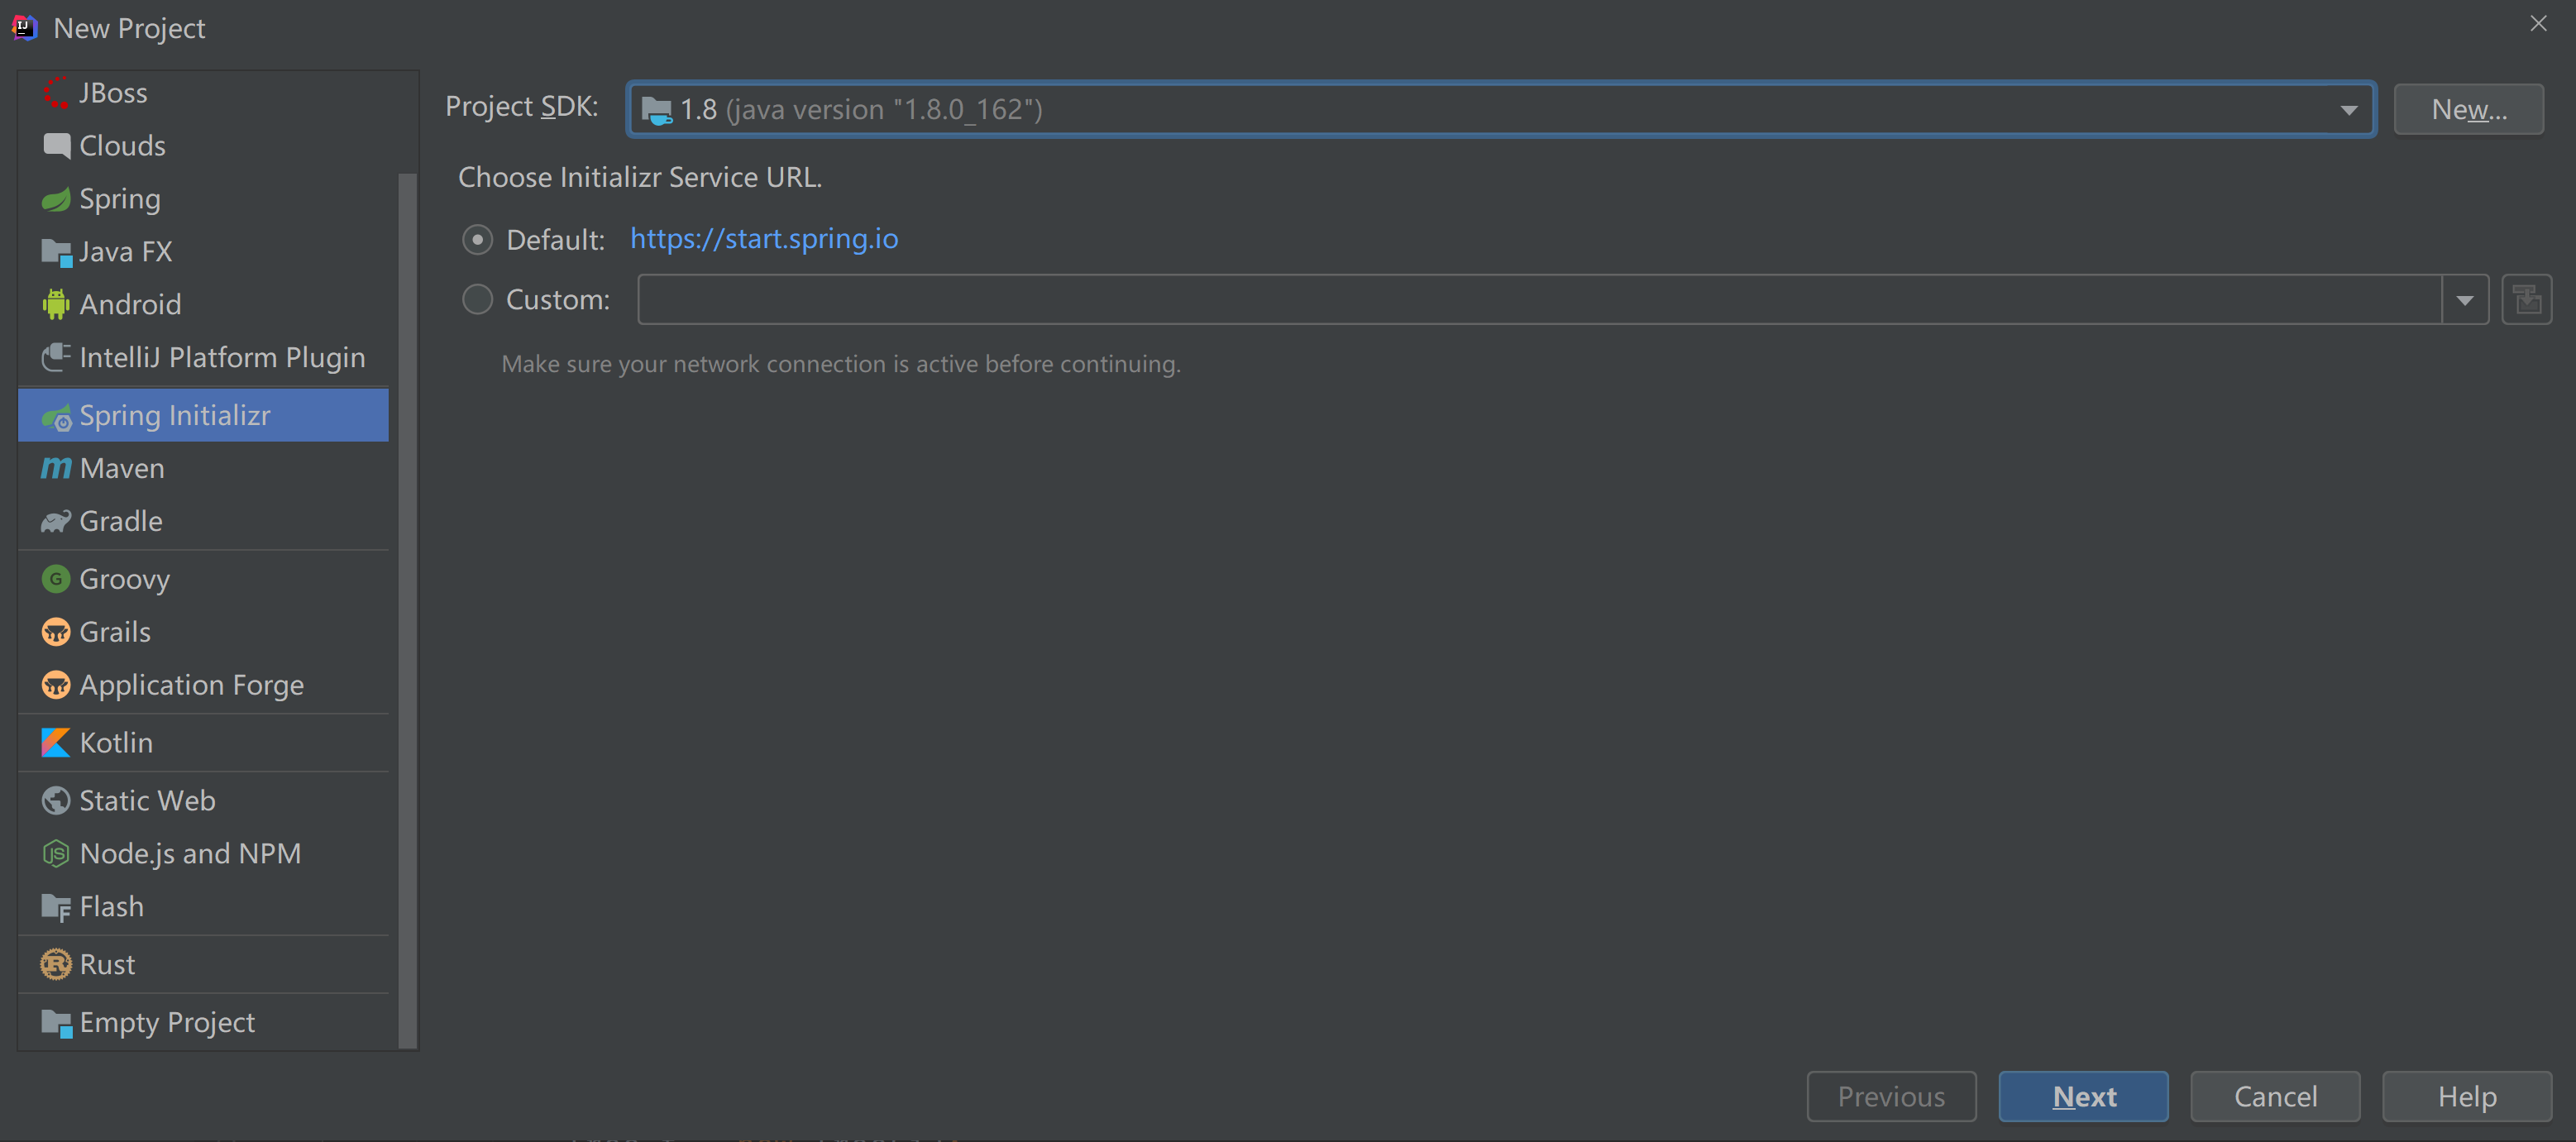 New Project
JBoss
Clouds
Spring
Java FX
Android
IntelliJ Platform Plugin
Spring Initializr
Maven
Gradle
Groovy
Grails
Application Forge
Kotlin
Static Web
Node.js and NPM
Flash
Rust
Empty Project
Project SDK: 1.8 (java version "1.8.0_162") New...
Choose Initializr Service URL.
Default: https://start.spring.io
Custom:
Make sure your network connection is active before continuing.
Previous Next Cancel Help